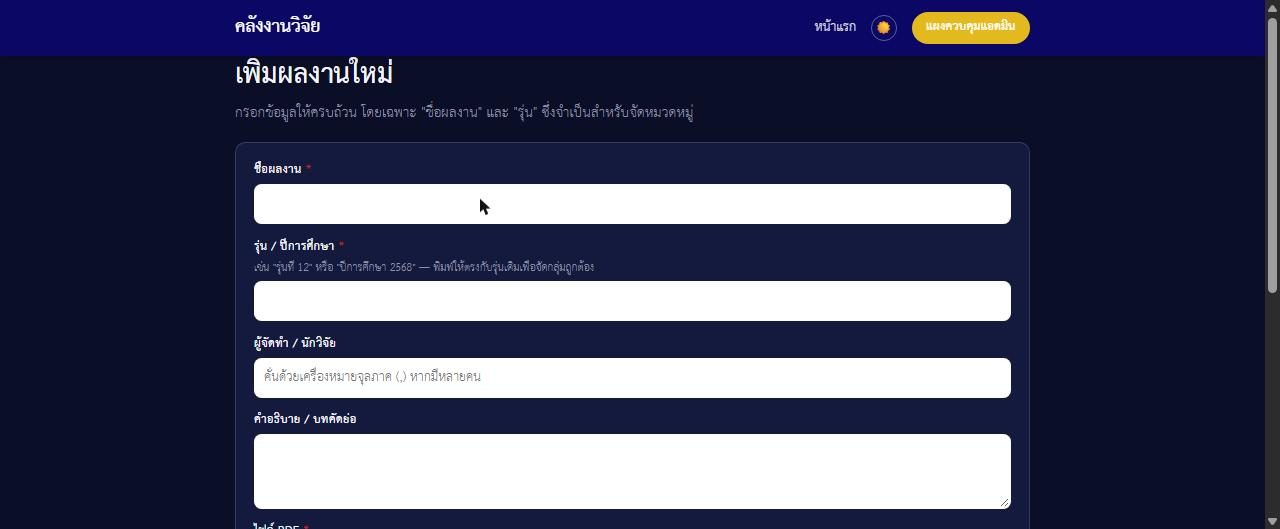 คลังงานวิจัย
หน้าแรก
แผงควบคุมแอดมิน
เพิ่มผลงานใหม่
กรอกข้อมูลให้ครบถ้วน โดยเฉพาะ "ชื่อผลงาน" และ "รุ่น" ซึ่งจำเป็นสำหรับจัดหมวดหมู่
ชื่อผลงาน *
รุ่น / ปีการศึกษา *
เช่น "รุ่นที่ 12" หรือ "ปีการศึกษา 2568" — พิมพ์ให้ตรงกับรุ่นเดิมเพื่อจัดกลุ่มถูกต้อง
ผู้จัดทำ / นักวิจัย
คั่นด้วยเครื่องหมายจุลภาค (,) หากมีหลายคน
คำอธิบาย / บทคัดย่อ
ไฟล์ PDF *